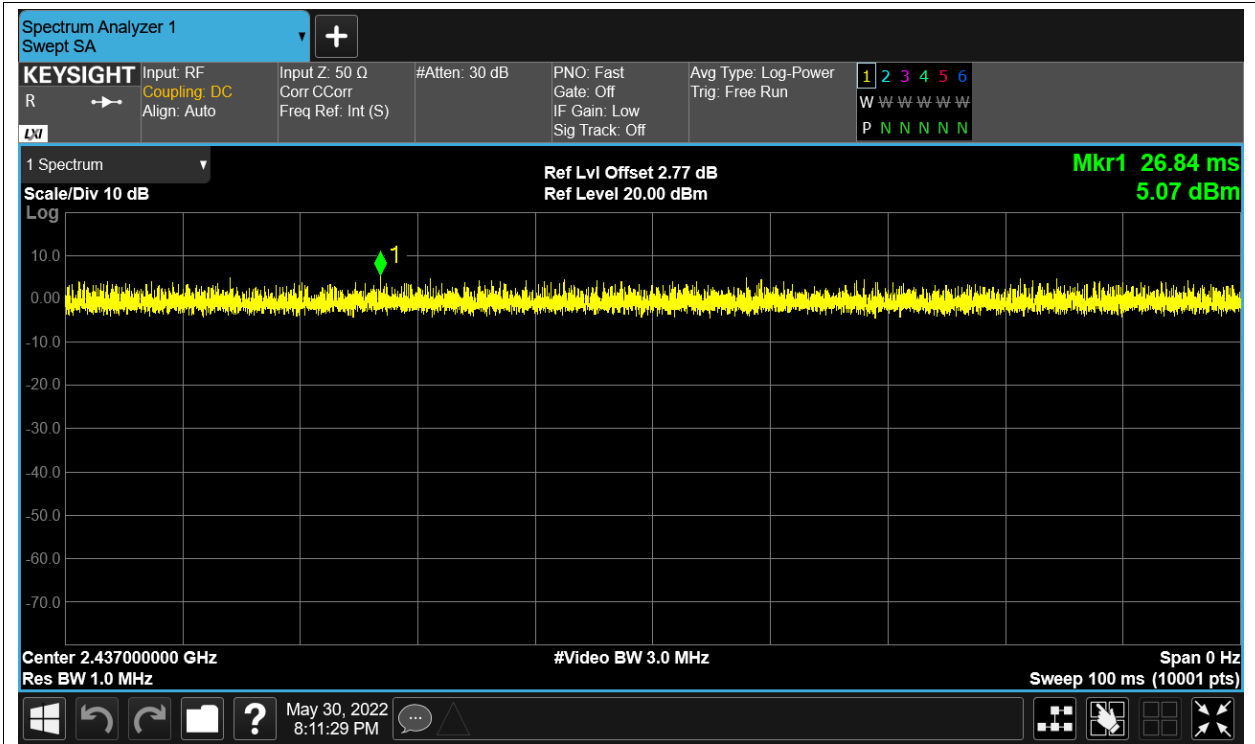 Spectrum Analyzer 1
Swept SA
KEYSIGHT
R
LXI
Input: RF
Coupling: DC
Align: Auto
Input Z: 50 Ω
Corr CCorr
Freq Ref: Int (S)
#Atten: 30 dB
PNO: Fast
Gate: Off
IF Gain: Low
Sig Track: Off
Avg Type: Log-Power
Trig: Free Run
1 2 3 4 5 6
W W W W W W
P N N N N N
1 Spectrum
Scale/Div 10 dB
Ref Lvl Offset 2.77 dB
Ref Level 20.00 dBm
Mkr1 26.84 ms
5.07 dBm
Log
1
10.0
0.00
-10.0
-20.0
-30.0
-40.0
-50.0
-60.0
-70.0
Center 2.437000000 GHz
#Video BW 3.0 MHz
Span 0 Hz
Res BW 1.0 MHz
Sweep 100 ms (10001 pts)
?
May 30, 2022
8:11:29 PM